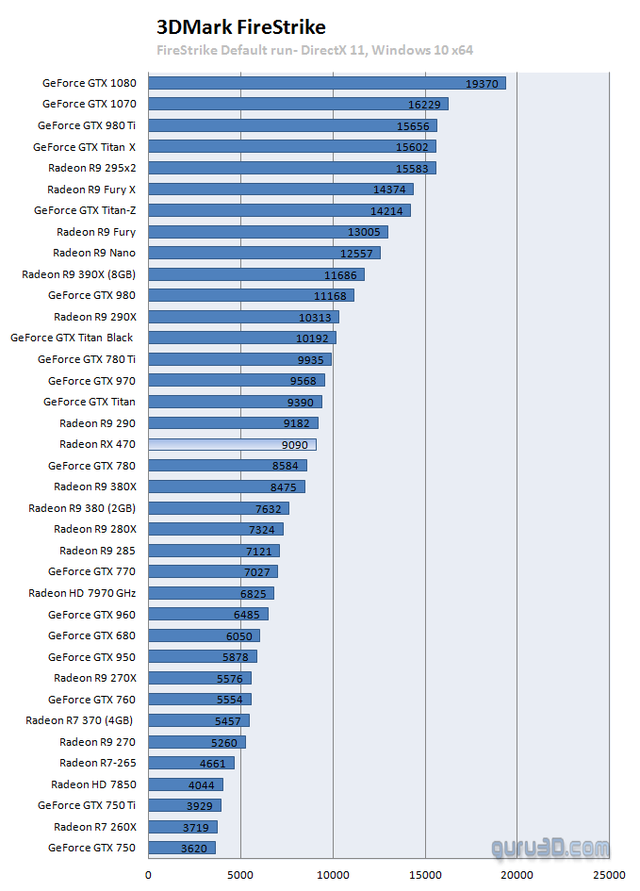 3DMark FireStrike
FireStrike Default run- DirectX 11, Windows 10 x64
GeForce GTX 1080 19370
GeForce GTX 1070 16229
GeForce GTX 980 Ti 15656
GeForce GTX Titan X 15602
Radeon R9 295x2 15583
Radeon R9 Fury X 14374
GeForce GTX Titan-Z 14214
Radeon R9 Fury 13005
Radeon R9 Nano 12557
Radeon R9 390X (8GB) 11686
GeForce GTX 980 11168
Radeon R9 290X 10313
GeForce GTX Titan Black 10192
GeForce GTX 780 Ti 9935
GeForce GTX 970 9568
GeForce GTX Titan 9390
Radeon R9 290 9182
Radeon RX 470 9090
GeForce GTX 780 8584
Radeon R9 380X 8475
Radeon R9 380 (2GB) 7632
Radeon R9 280X 7324
Radeon R9 285 7121
GeForce GTX 770 7027
Radeon HD 7970 GHz 6825
GeForce GTX 960 6485
GeForce GTX 680 6050
GeForce GTX 950 5878
Radeon R9 270X 5576
GeForce GTX 760 5554
Radeon R7 370 (4GB) 5457
Radeon R9 270 5260
Radeon R7-265 4661
Radeon HD 7850 4044
GeForce GTX 750 Ti 3929
Radeon R7 260X 3719
GeForce GTX 750 3620
guru3D.com
0 5000 10000 15000 20000 25000